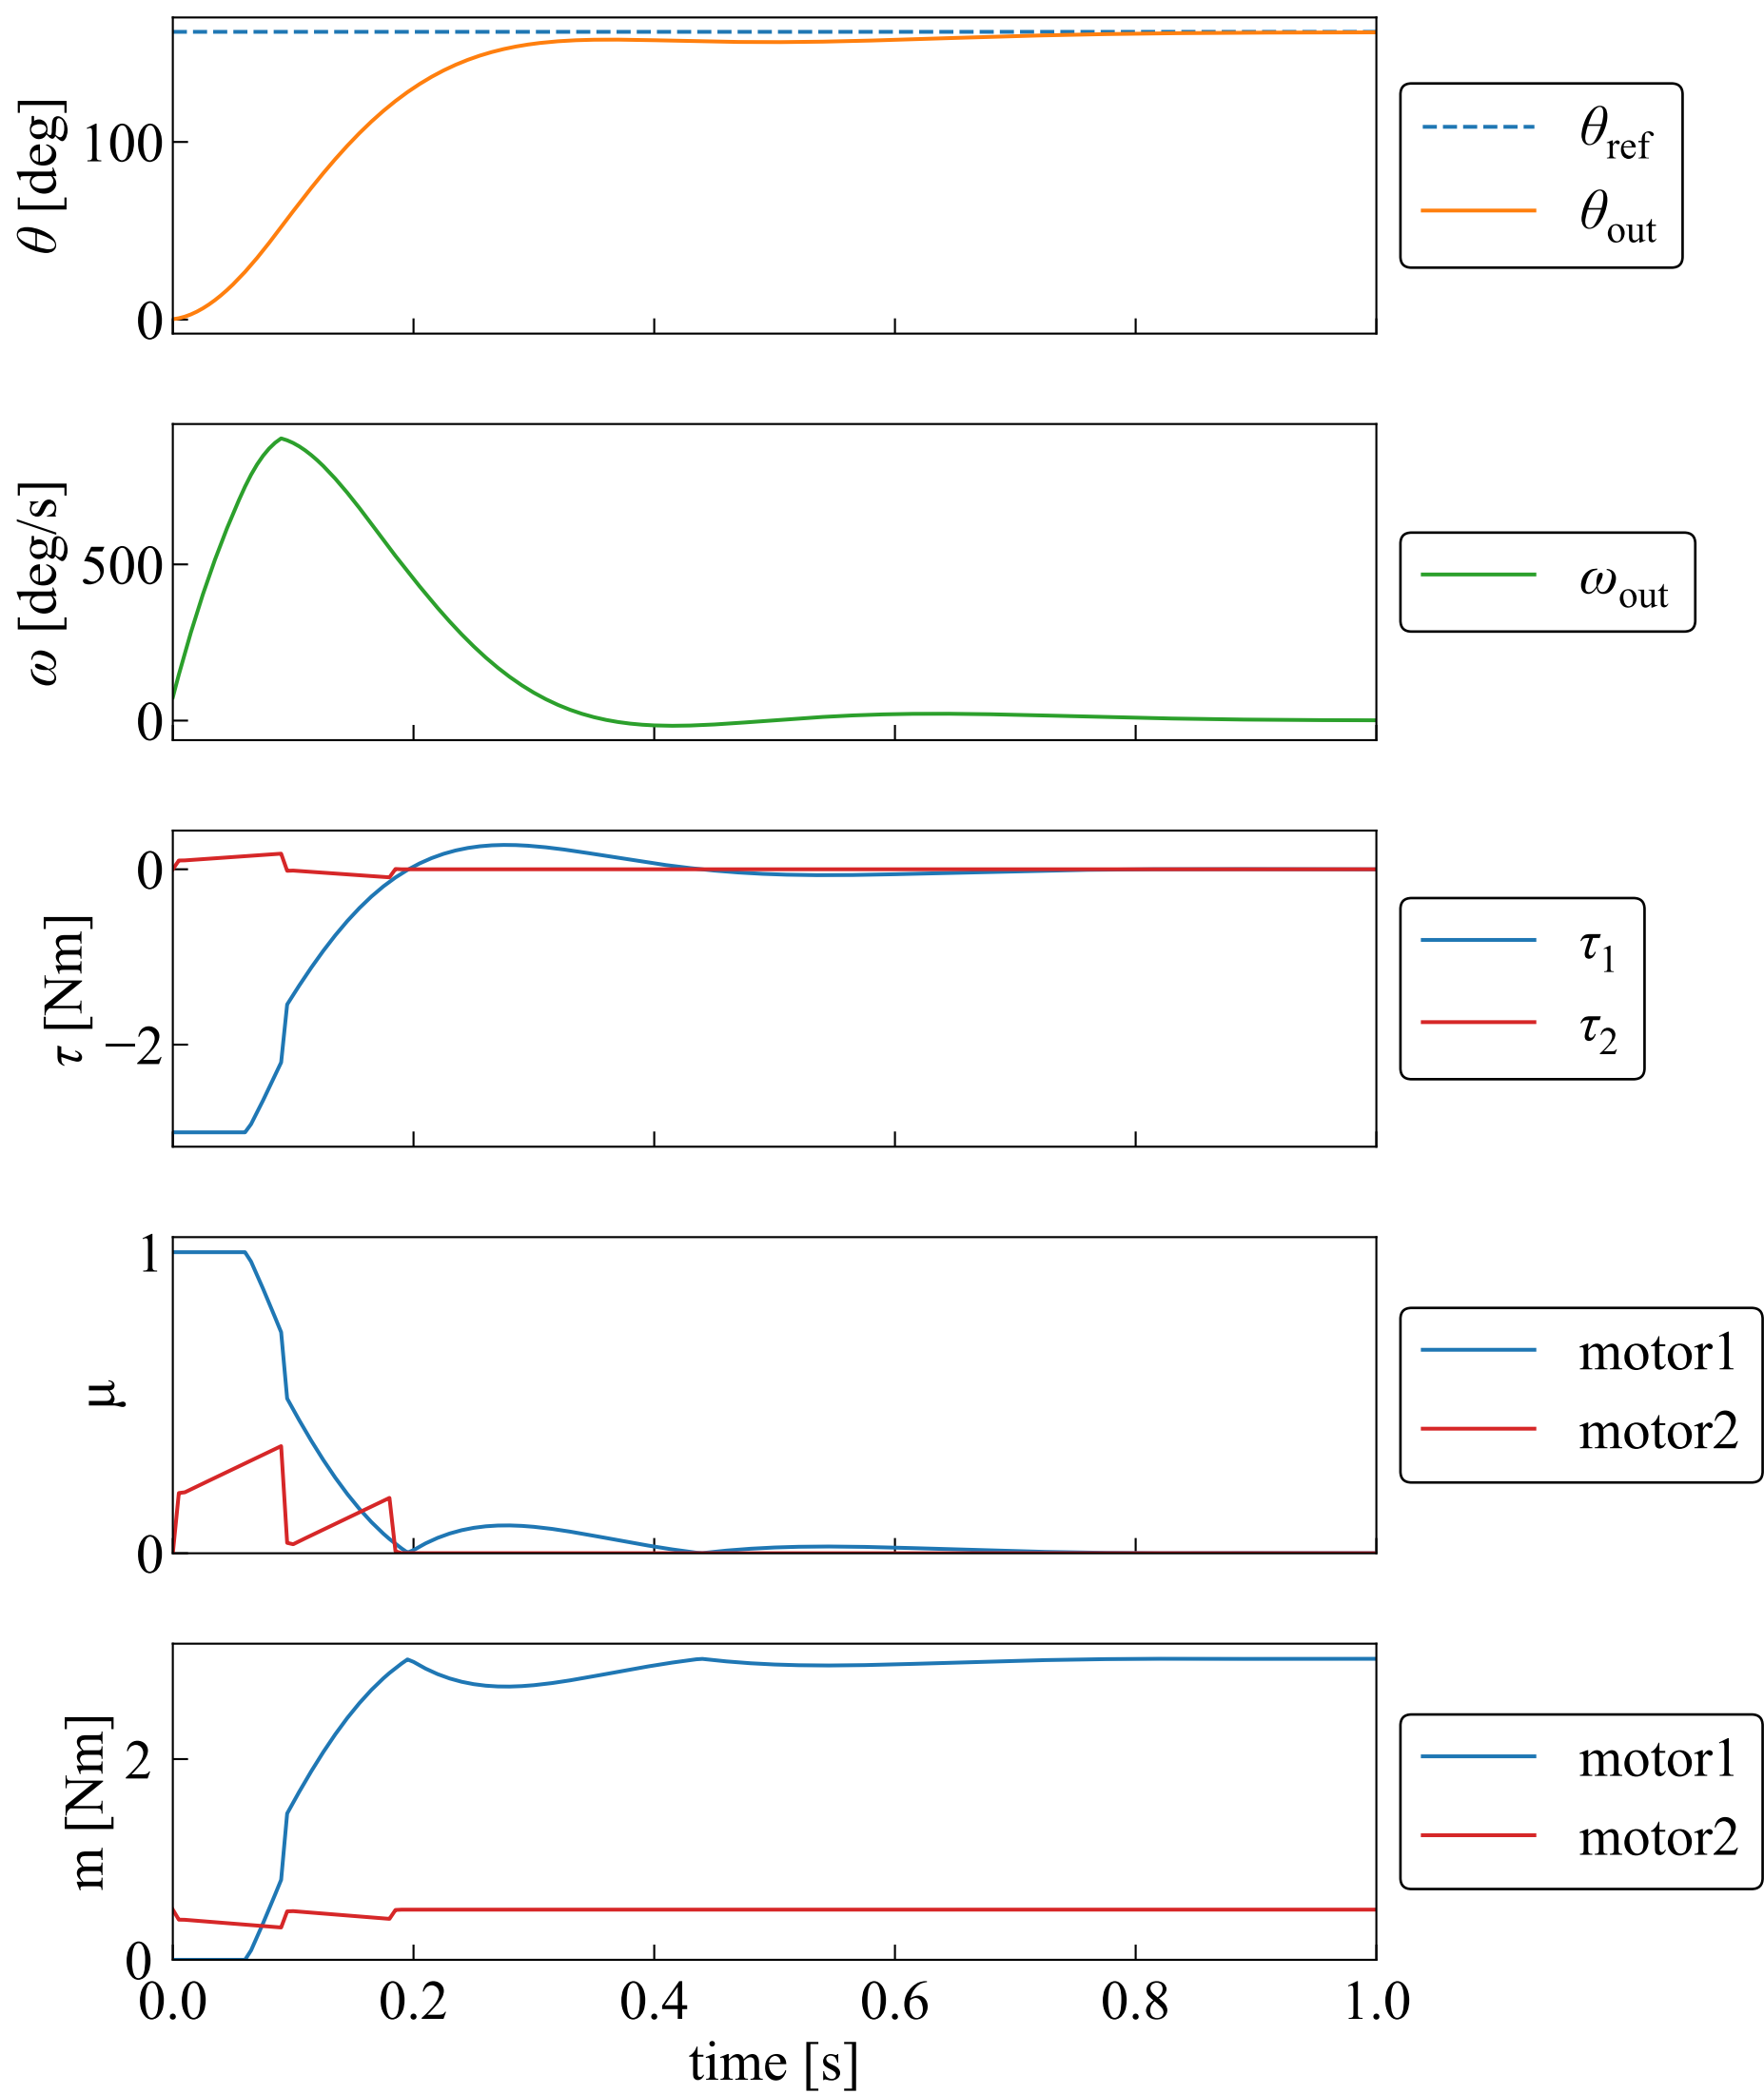 θ [deg]
100
0
θref
θout
ω [deg/s]
500
0
ωout
τ [Nm]
0
−2
τ1
τ2
μ
1
0
motor1
motor2
m [Nm]
2
0
motor1
motor2
0.0 0.2 0.4 0.6 0.8 1.0
time [s]